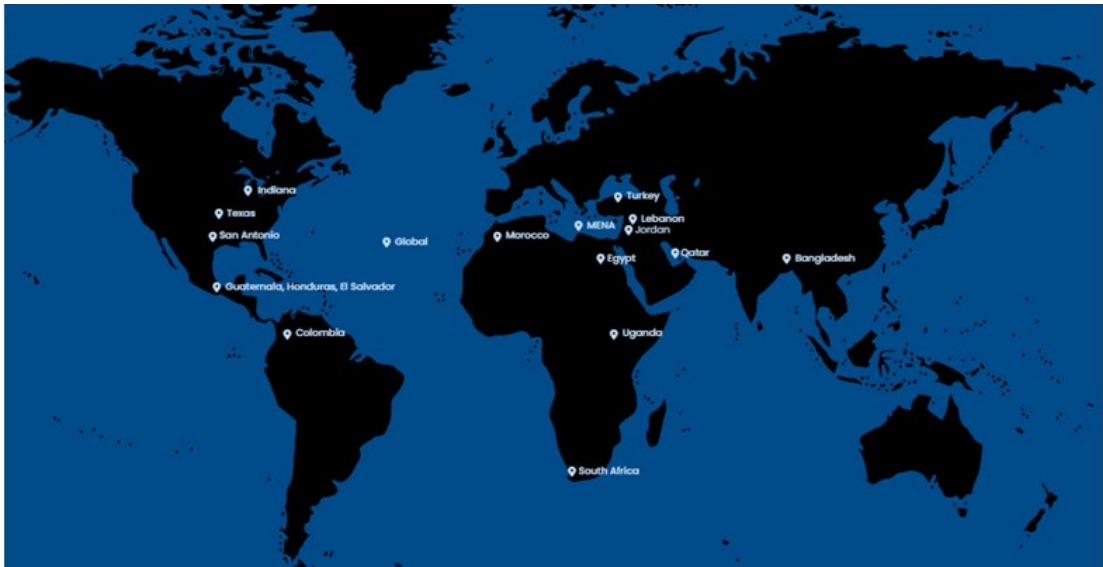 Indiana
Turkey
Texas
Lebanon
MENA
Jordan
San Antonio
Morocco
Global
Qatar
Egypt
Bangladesh
Guatemala, Honduras, El Salvador
Colombia
Uganda
South Africa